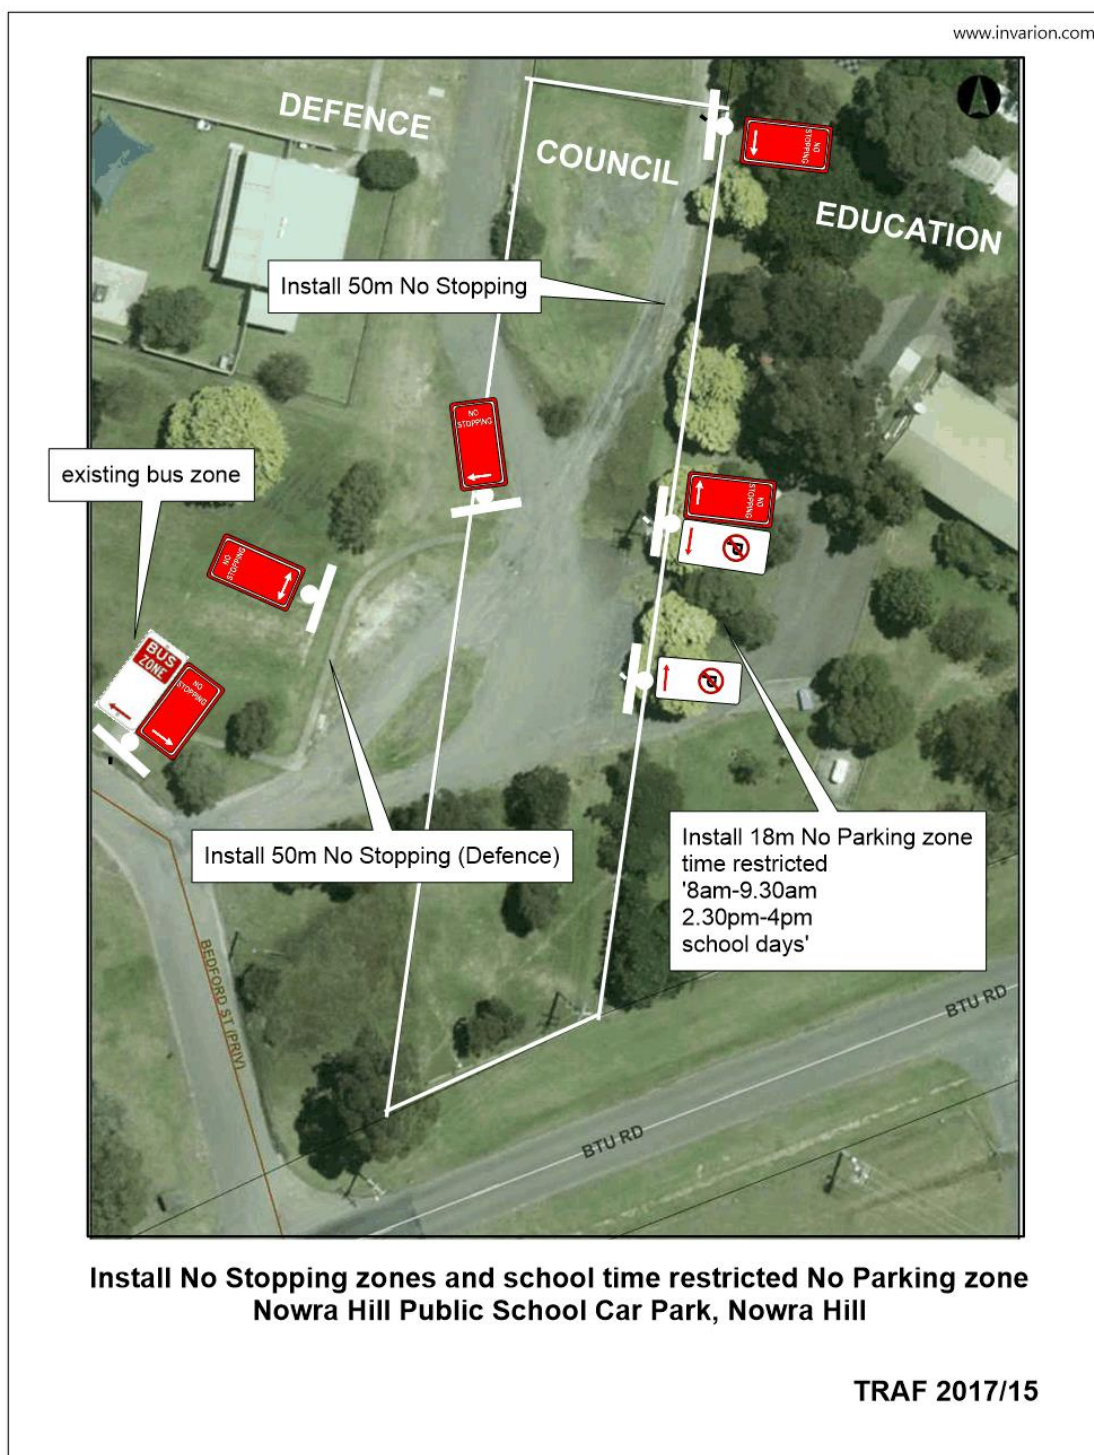 www.invarion.com
DEFENCE
COUNCIL
NO
STOPPING
EDUCATION
Install 50m No Stopping
NO
STOPPING
existing bus zone
NO
STOPPING
NO
STOPPING
P
BUS
ZONE
NO
STOPPING
P
Install 50m No Stopping (Defence)
Install 18m No Parking zone
time restricted
'8am-9.30am
2.30pm-4pm
school days'
BEDFORD ST (PRIV)
BTU RD
BTU RD
Install No Stopping zones and school time restricted No Parking zone
Nowra Hill Public School Car Park, Nowra Hill
TRAF 2017/15